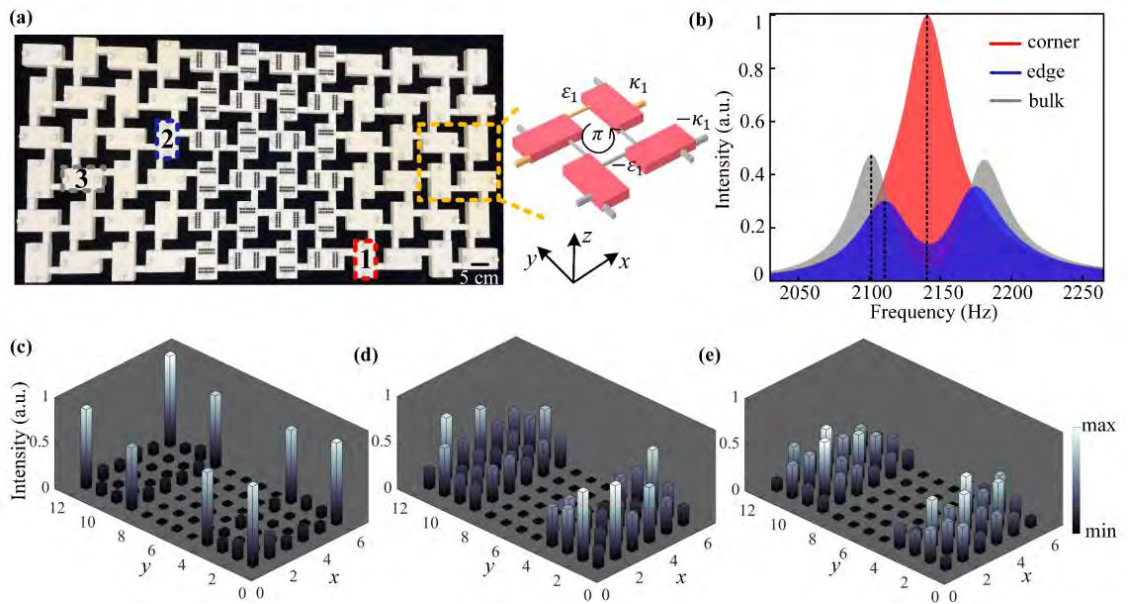 (a)
2
3
1
5 cm
ε₁
κ₁
π
−κ₁
−ε₁
z
y
x
(b)
Intensity (a.u.)
1
0.8
0.6
0.4
0.2
0
corner
edge
bulk
2050
2100
2150
2200
2250
Frequency (Hz)
(c)
Intensity (a.u.)
1
0.5
0
12
10
8
6
4
2
0
0
2
4
6
y
x
(d)
1
0.5
0
12
10
8
6
4
2
0
0
2
4
6
y
x
(e)
1
0.5
0
12
10
8
6
4
2
0
0
2
4
6
y
x
max
min